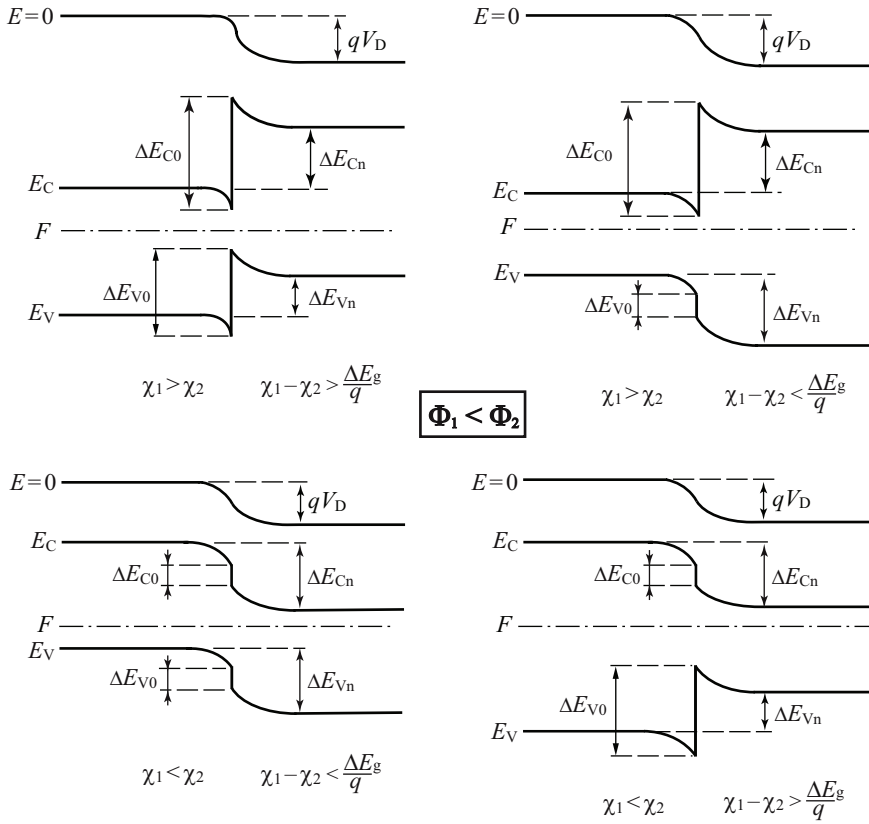 E=0
qV_D
ΔE_C0
ΔE_Cn
E_C
F
ΔE_V0
ΔE_Vn
E_V
χ₁>χ₂
χ₁−χ₂>ΔE_g/q
E=0
qV_D
ΔE_C0
ΔE_Cn
E_C
F
E_V
ΔE_V0
ΔE_Vn
χ₁>χ₂
χ₁−χ₂<ΔE_g/q
Φ₁<Φ₂
E=0
qV_D
E_C
ΔE_C0
ΔE_Cn
F
E_V
ΔE_V0
ΔE_Vn
χ₁<χ₂
χ₁−χ₂<ΔE_g/q
E=0
qV_D
E_C
ΔE_C0
ΔE_Cn
F
ΔE_V0
ΔE_Vn
E_V
χ₁<χ₂
χ₁−χ₂>ΔE_g/q